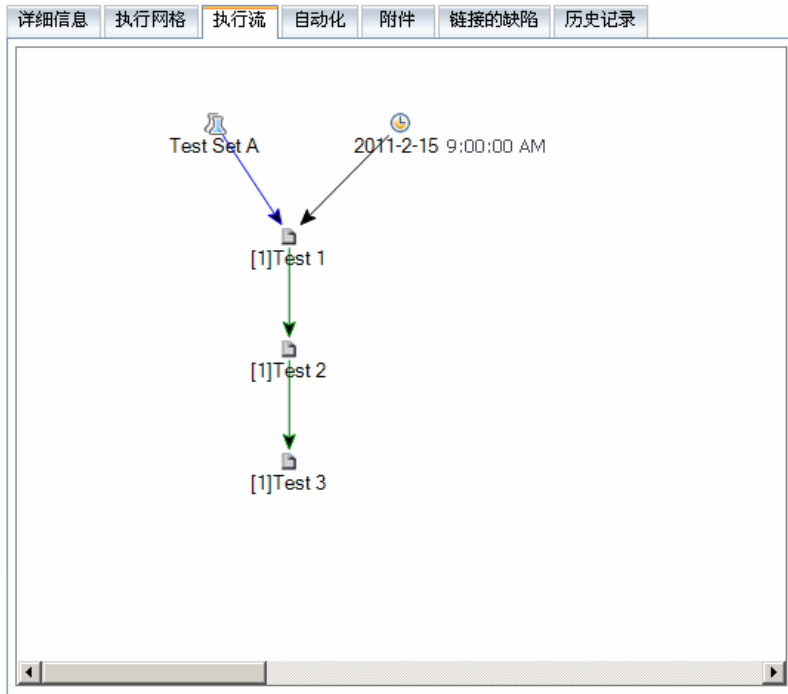 详细信息 执行网格 执行流 自动化 附件 链接的缺陷 历史记录
Test Set A 2011-2-15 9:00:00 AM
[1]Test 1
[1]Test 2
[1]Test 3